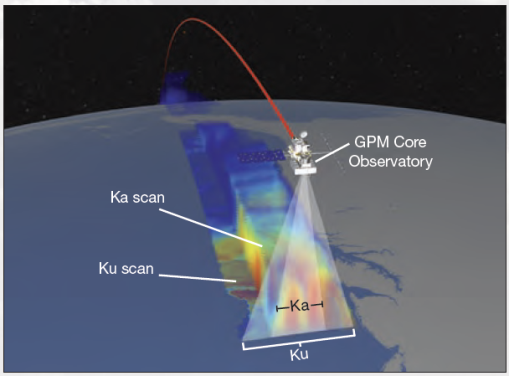 GPM Core
Observatory
Ka scan
Ku scan
Ka
Ku